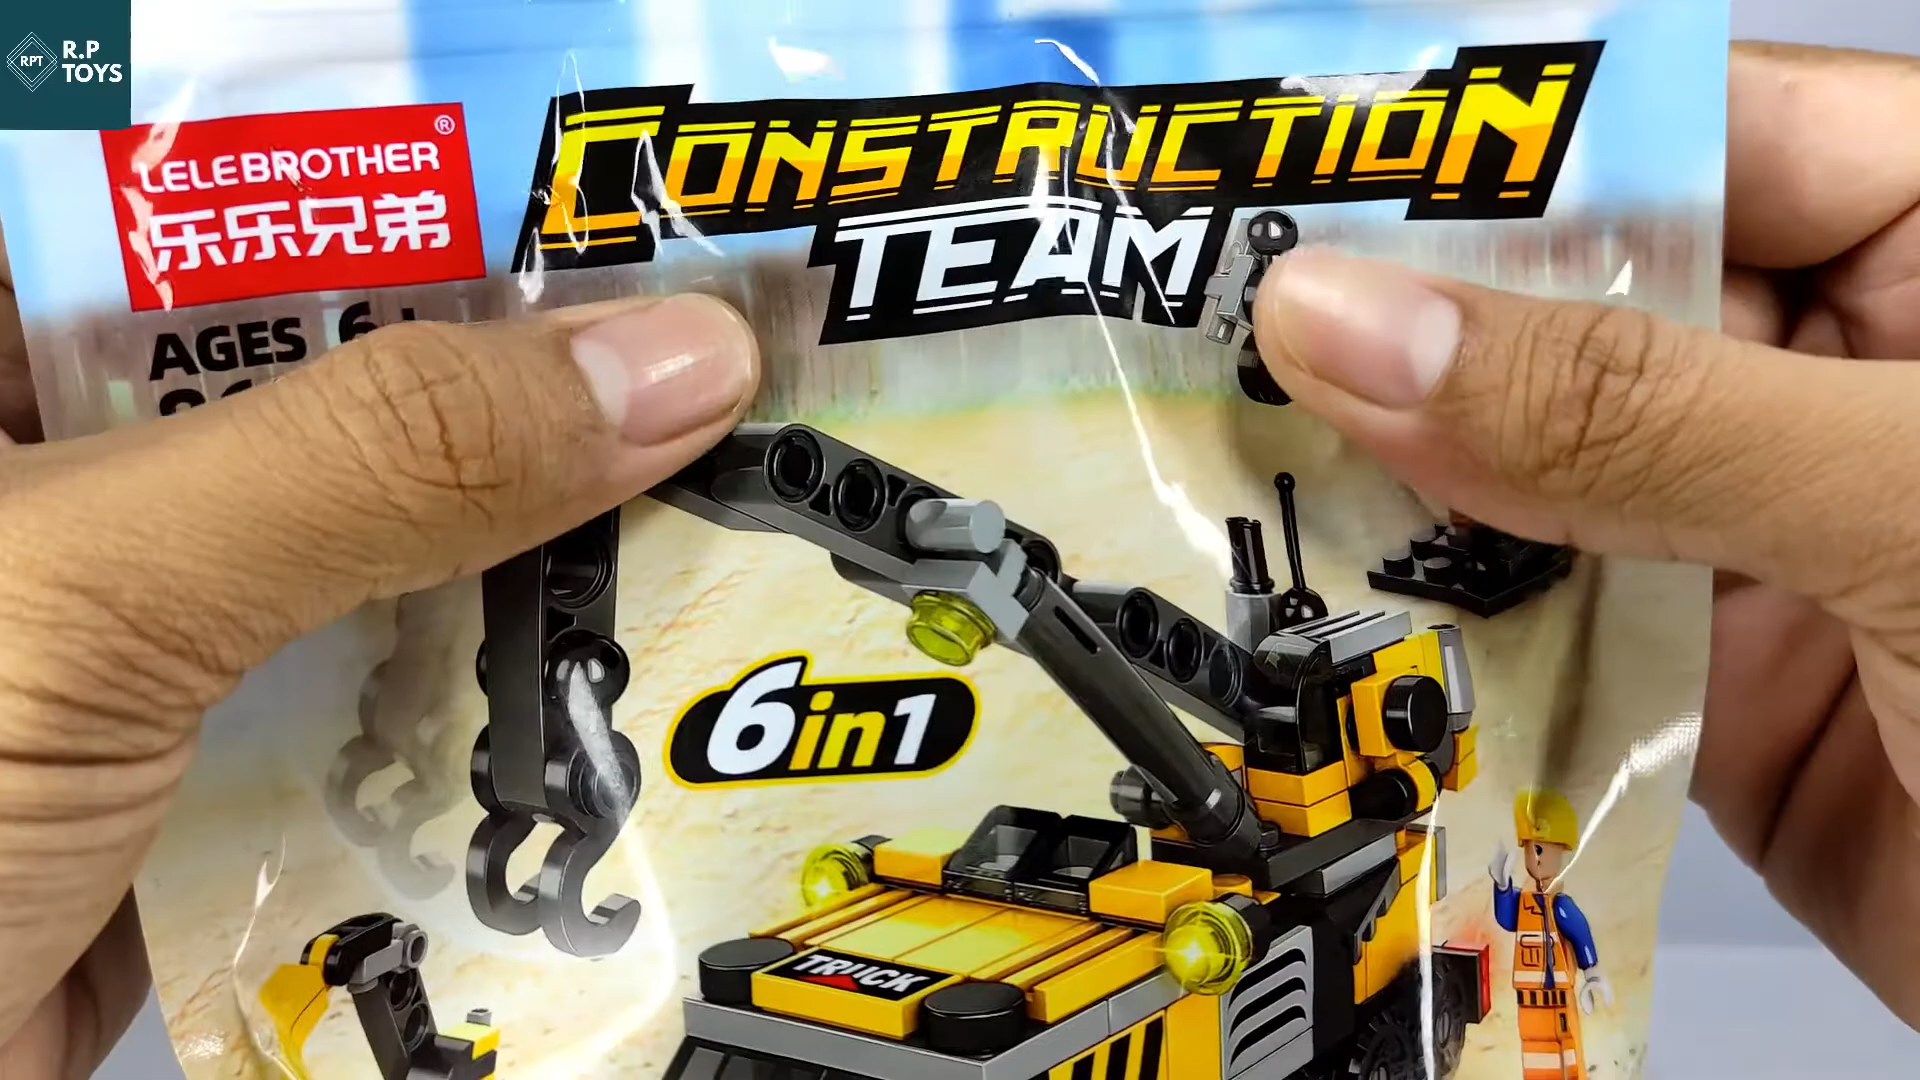 RPT
R.P
TOYS
LELEBROTHER®
乐乐兄弟
CONSTRUCTION
TEAM
AGES 6+
6in1
TRUCK